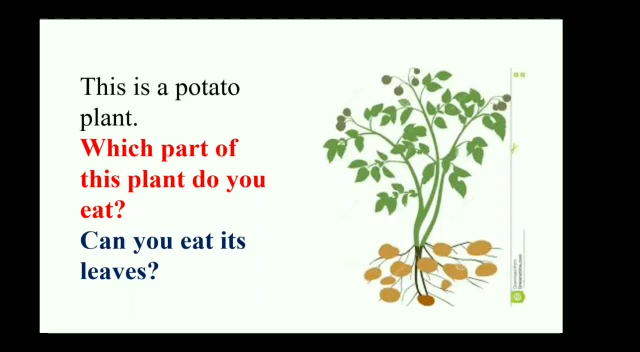 This is a potato
plant.
Which part of
this plant do you
eat?
Can you eat its
leaves?